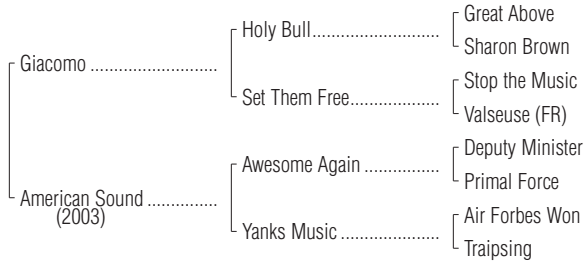 Great Above
Holy Bull..............................
Sharon Brown
Giacomo ...........................
Stop the Music
Set Them Free.....................
Valseuse (FR)
Deputy Minister
Awesome Again ..................
Primal Force
American Sound ...............
(2003)
Air Forbes Won
Yanks Music .......................
Traipsing